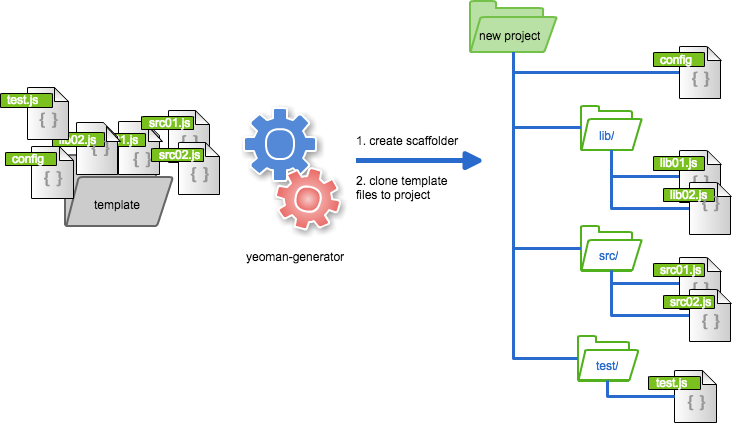 test.js
config
lib02.js
1.js
src01.js
src02.js
template
yeoman-generator
1. create scaffolder
2. clone template
files to project
new project
config
lib/
lib01.js
lib02.js
src/
src01.js
src02.js
test/
test.js